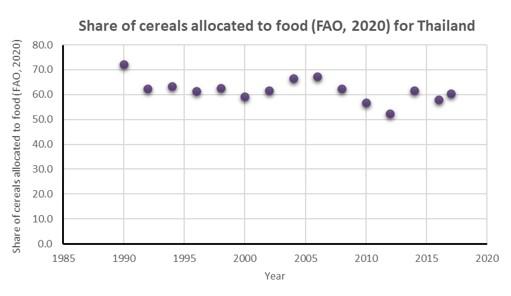 Share of cereals allocated to food (FAO, 2020) for Thailand
Share of cereals allocated to food (FAO, 2020)
80.0
70.0
60.0
50.0
40.0
30.0
20.0
10.0
0.0
1985 1990 1995 2000 2005 2010 2015 2020
Year